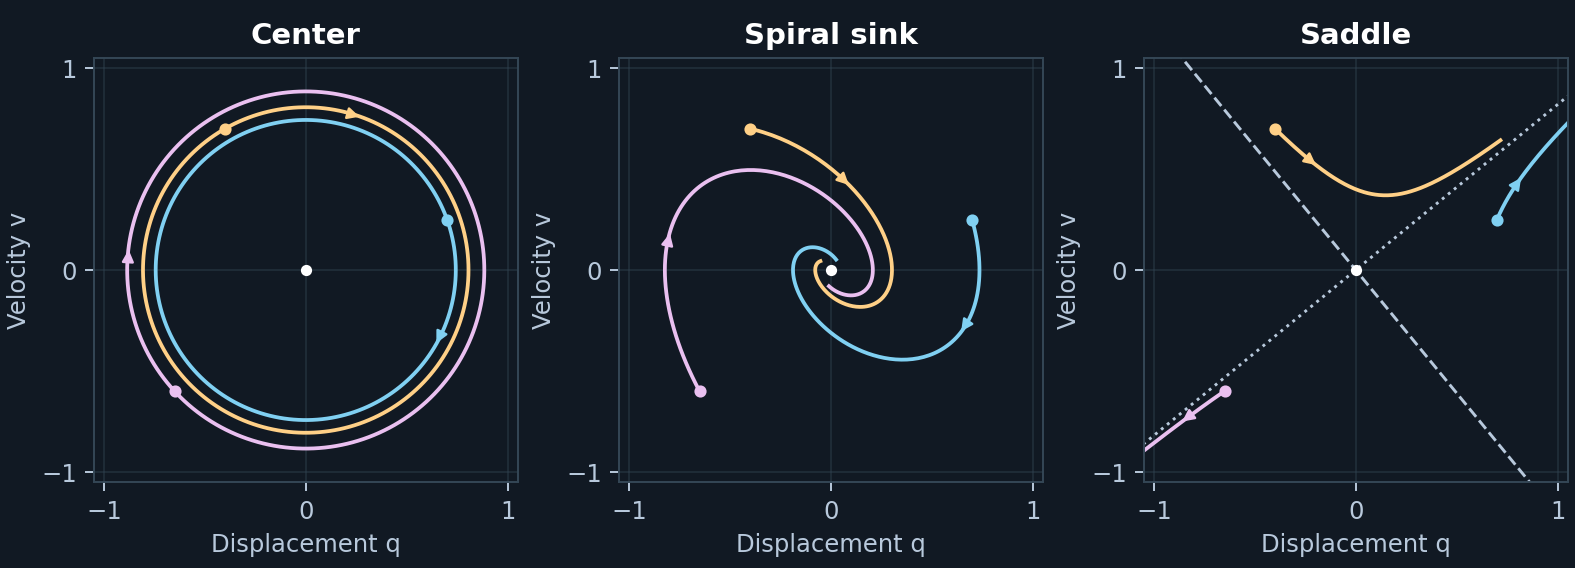 Center
1
0
−1
−1
0
1
Velocity v
Displacement q
Spiral sink
1
0
−1
−1
0
1
Velocity v
Displacement q
Saddle
1
0
−1
−1
0
1
Velocity v
Displacement q